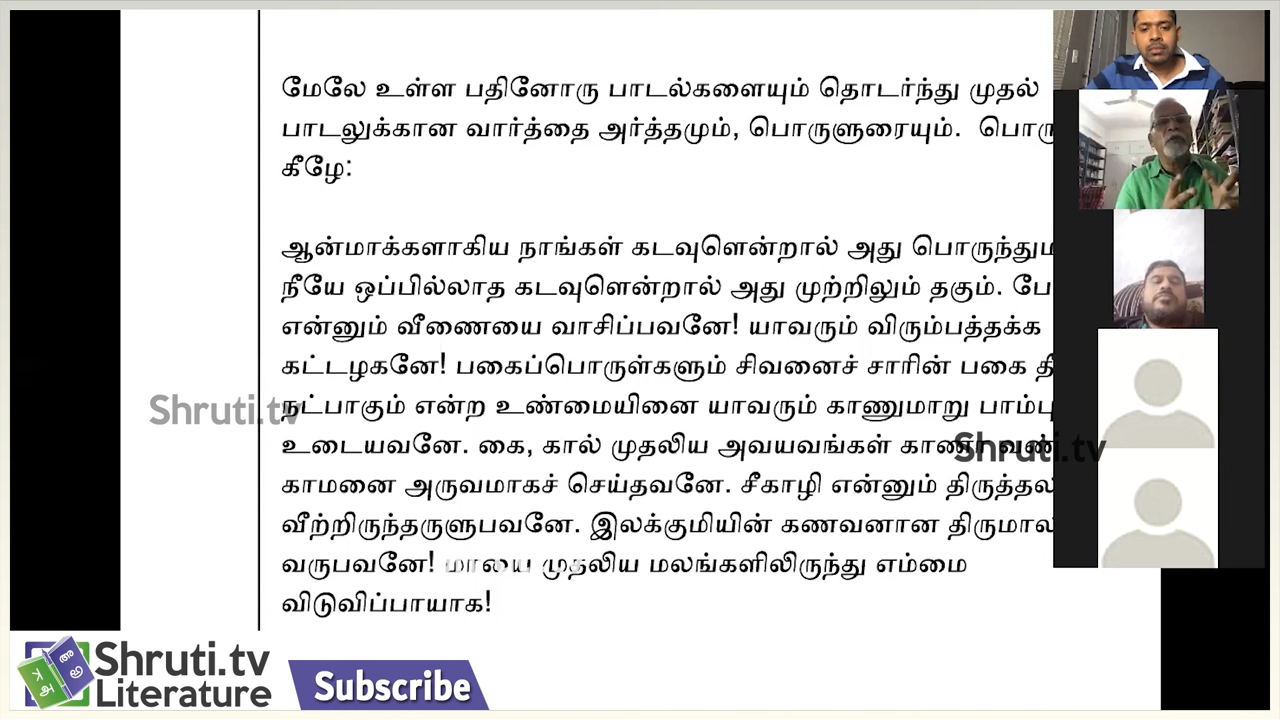 மேலே உள்ள பதினோரு பாடல்களையும் தொடர்ந்து முதல்
பாடலுக்கான வார்த்தை அர்த்தமும், பொருளுரையும்.
கீழே:
ஆன்மாக்களாகிய நாங்கள் கடவுளென்றால் அது
நீயே ஒப்பில்லாத கடவுளென்றால் அது முற்றிலும் தகும்.
என்னும் வீணையை வாசிப்பவனே! யாவரும் விரும்பத்தக்க
கட்டழகனே! பகைப்பொருள்களும் சிவனைச் சாரின் பகை
நட்பாகும் என்ற உண்மையினை யாவரும் காணுமாறு
உடையவனே. கை, கால் முதலிய அவயவங்கள்
காமனை அருவமாகச் செய்தவனே. சீகாழி என்னும்
வீற்றிருந்தருளுபவனே. இலக்குமியின் கணவனான
வருபவனே! மாயை முதலிய மலங்களிலிருந்து எம்மை
விடுவிப்பாயாக!
Shruti.tv
Shruti.tv
Shruti.tv
Literature
Subscribe